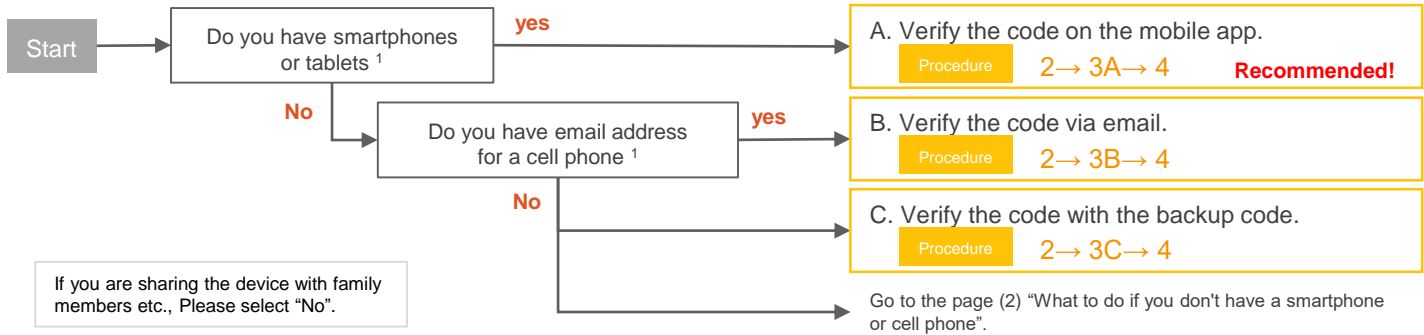 Start
Do you have smartphones
or tablets ¹
yes
A. Verify the code on the mobile app.
Procedure
2→ 3A→ 4
Recommended!
No
Do you have email address
for a cell phone ¹
yes
B. Verify the code via email.
Procedure
2→ 3B→ 4
No
C. Verify the code with the backup code.
Procedure
2→ 3C→ 4
If you are sharing the device with family
members etc., Please select “No”.
Go to the page (2) “What to do if you don't have a smartphone
or cell phone”.